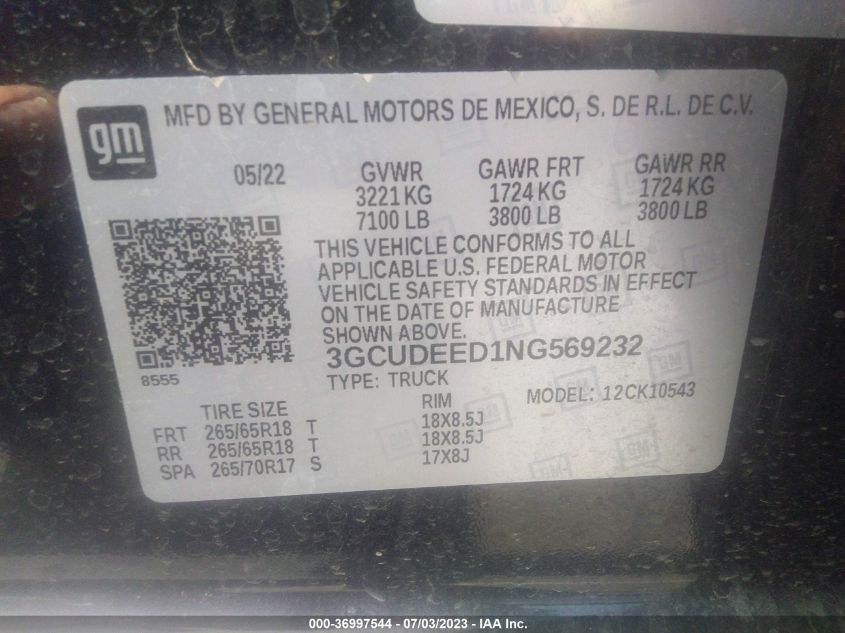 gm
MFD BY GENERAL MOTORS DE MEXICO, S. DE R.L. DE C.V.
05/22 GVWR GAWR FRT GAWR RR
3221 KG 1724 KG 1724 KG
7100 LB 3800 LB 3800 LB
THIS VEHICLE CONFORMS TO ALL
APPLICABLE U.S. FEDERAL MOTOR
VEHICLE SAFETY STANDARDS IN EFFECT
ON THE DATE OF MANUFACTURE
SHOWN ABOVE.
3GCUDEED1NG569232
8555 TYPE: TRUCK MODEL: 12CK10543
TIRE SIZE RIM
FRT 265/65R18 T 18X8.5J
RR 265/65R18 T 18X8.5J
SPA 265/70R17 S 17X8J
000-36997544 - 07/03/2023 - IAA Inc.